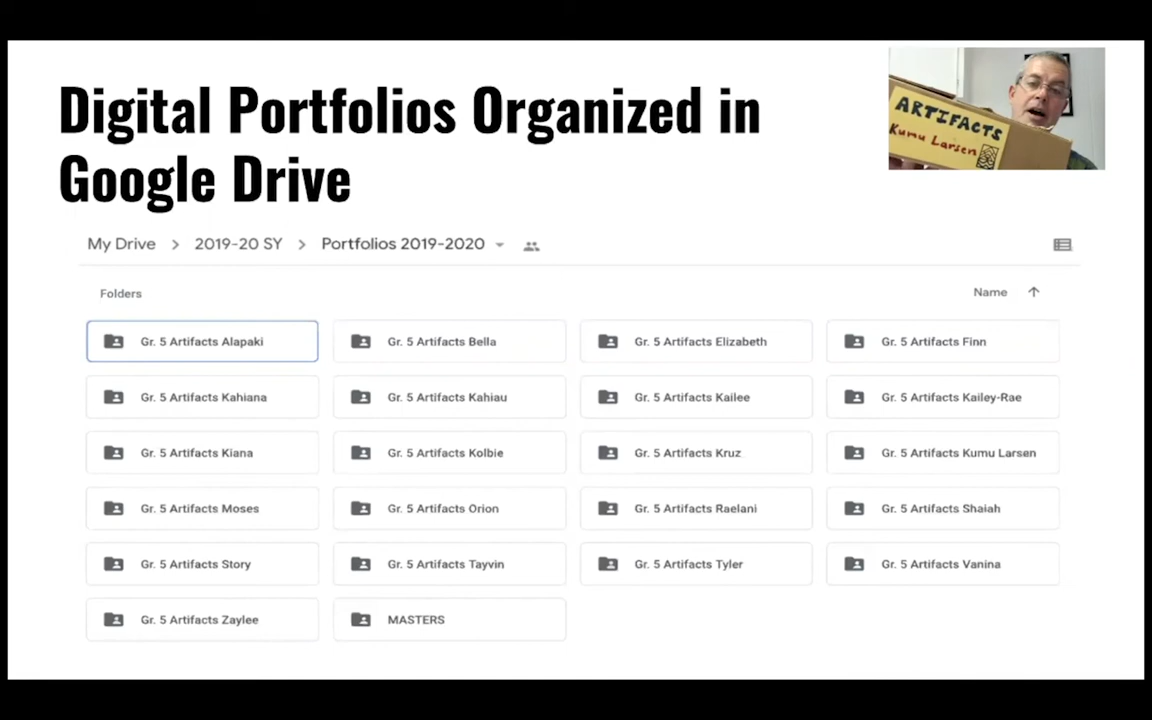 Digital Portfolios Organized in
Google Drive
ARTIFACTS
Kumu Larsen
My Drive > 2019-20 SY > Portfolios 2019-2020
Folders Name ↑
Gr. 5 Artifacts Alapaki Gr. 5 Artifacts Bella Gr. 5 Artifacts Elizabeth Gr. 5 Artifacts Finn
Gr. 5 Artifacts Kahiana Gr. 5 Artifacts Kahiau Gr. 5 Artifacts Kailee Gr. 5 Artifacts Kailey-Rae
Gr. 5 Artifacts Kiana Gr. 5 Artifacts Kolbie Gr. 5 Artifacts Kruz Gr. 5 Artifacts Kumu Larsen
Gr. 5 Artifacts Moses Gr. 5 Artifacts Orion Gr. 5 Artifacts Raelani Gr. 5 Artifacts Shaiah
Gr. 5 Artifacts Story Gr. 5 Artifacts Tayvin Gr. 5 Artifacts Tyler Gr. 5 Artifacts Vanina
Gr. 5 Artifacts Zaylee MASTERS